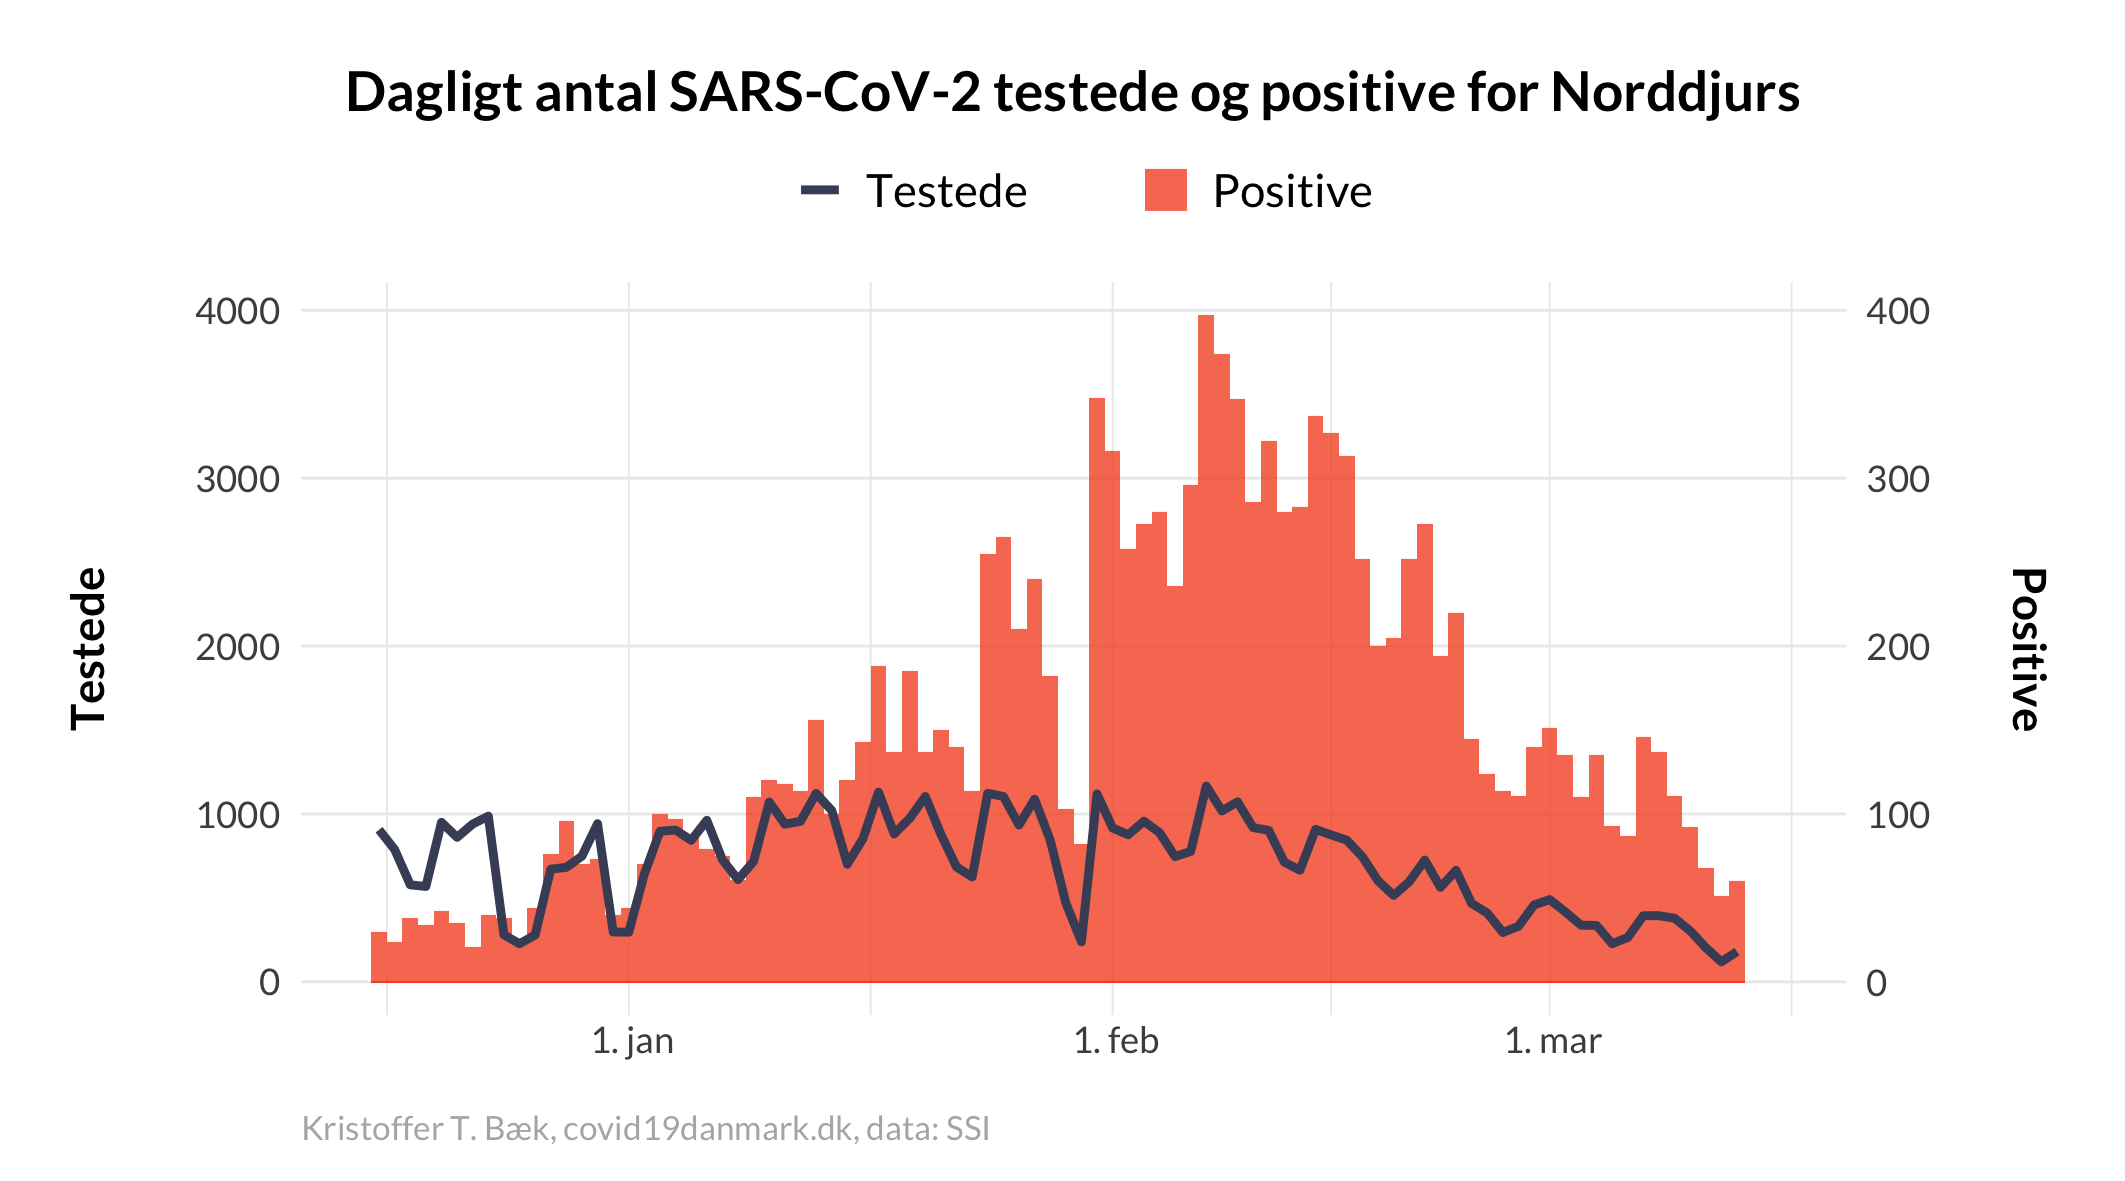 Dagligt antal SARS-CoV-2 testede og positive for Norddjurs
Testede
Positive
4000
3000
2000
1000
0
400
300
200
100
0
Testede
Positive
1. jan
1. feb
1. mar
Kristoffer T. Bæk, covid19danmark.dk, data: SSI